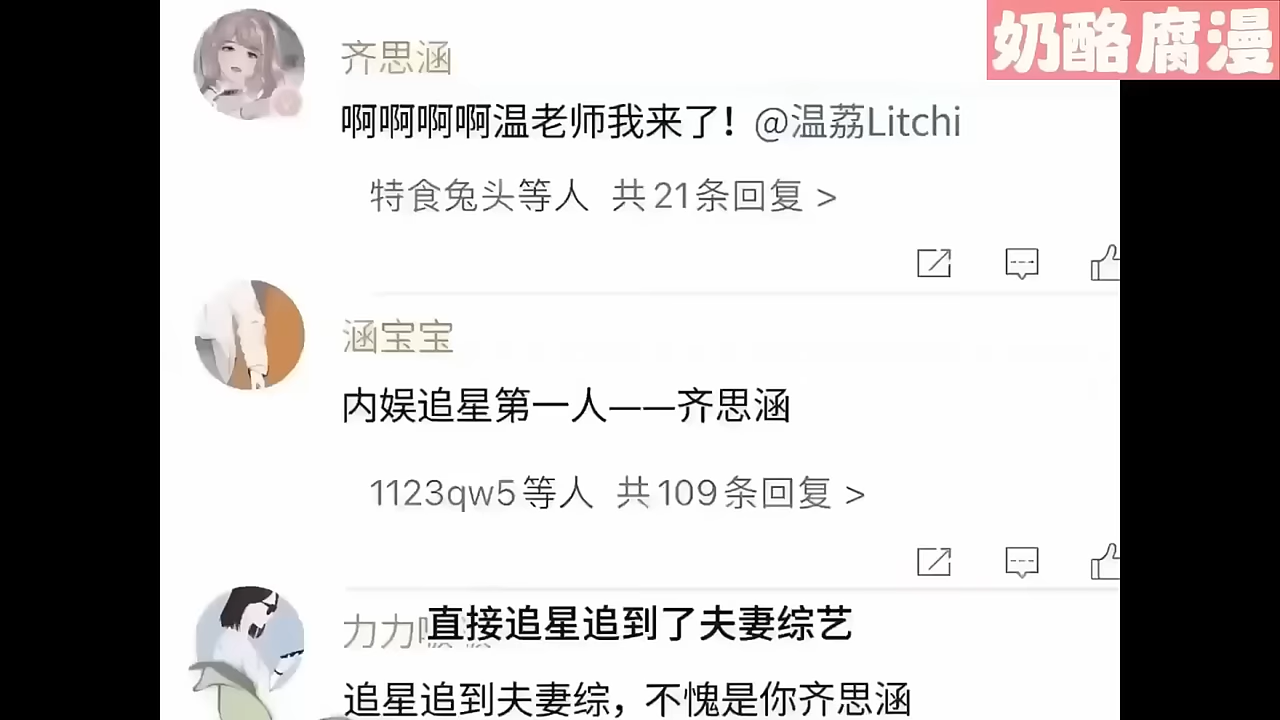 奶酪腐漫
齐思涵
啊啊啊啊温老师我来了！@温荔Litchi
特食兔头等人 共21条回复 >
涵宝宝
内娱追星第一人——齐思涵
1123qw5等人 共109条回复 >
力力
直接追星追到了夫妻综艺
追星追到夫妻综，不愧是你齐思涵